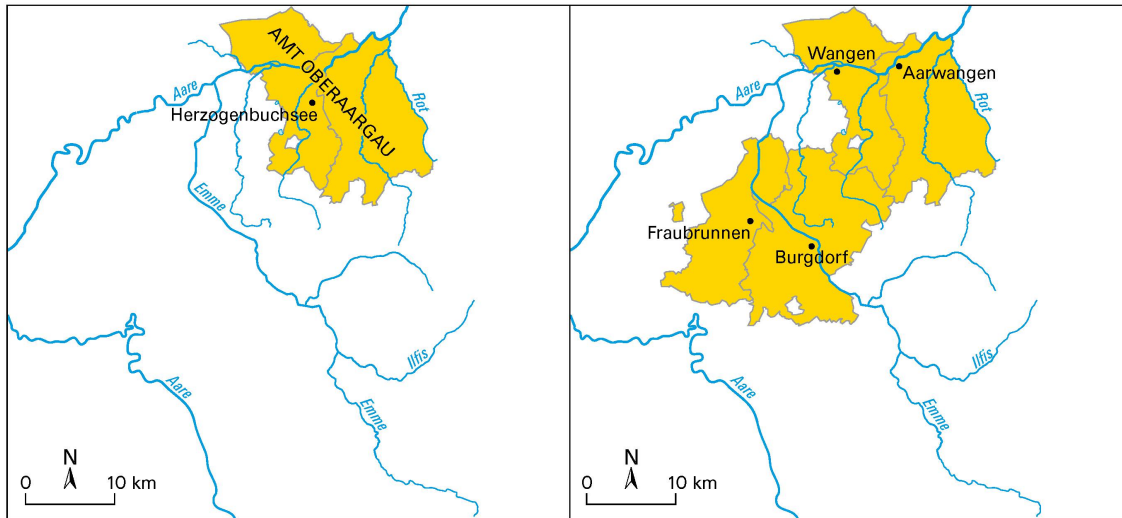 AMT OBERAARGAU
Aare
Rot
Herzogenbuchsee
Emme
Ilfis
Aare
Emme
N
0 10 km
Wangen
Aarwangen
Aare
Rot
Fraubrunnen
Burgdorf
Ilfis
Aare
Emme
N
0 10 km